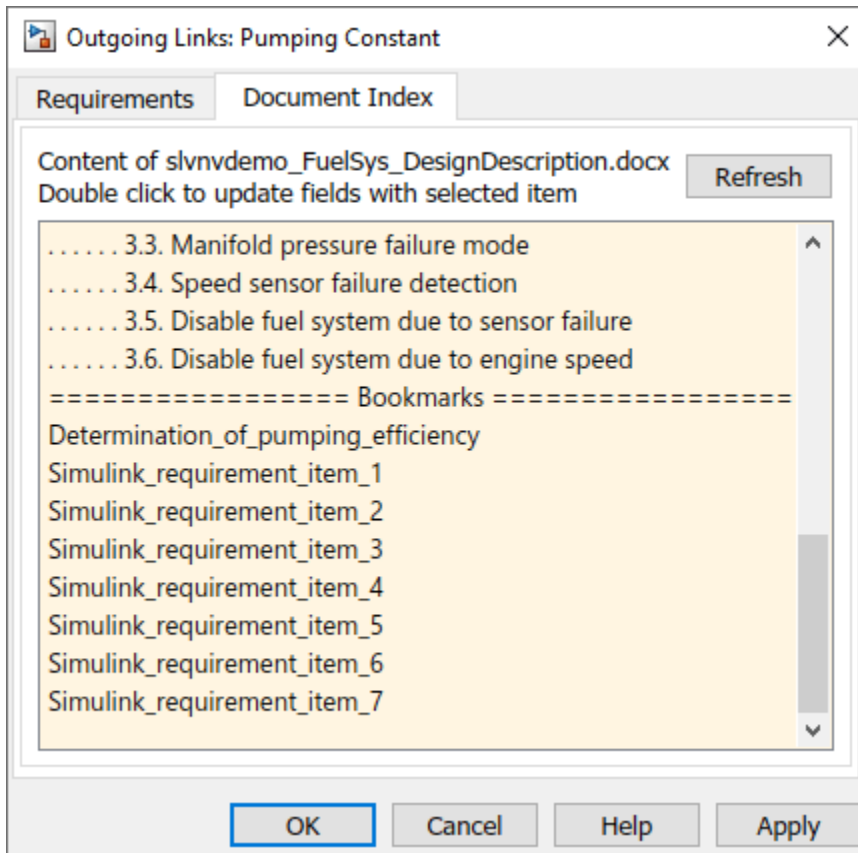 Outgoing Links: Pumping Constant
Requirements
Document Index
Content of slvnvdemo_FuelSys_DesignDescription.docx
Double click to update fields with selected item
Refresh
. . . . . . 3.3. Manifold pressure failure mode
. . . . . . 3.4. Speed sensor failure detection
. . . . . . 3.5. Disable fuel system due to sensor failure
. . . . . . 3.6. Disable fuel system due to engine speed
================= Bookmarks =================
Determination_of_pumping_efficiency
Simulink_requirement_item_1
Simulink_requirement_item_2
Simulink_requirement_item_3
Simulink_requirement_item_4
Simulink_requirement_item_5
Simulink_requirement_item_6
Simulink_requirement_item_7
OK
Cancel
Help
Apply